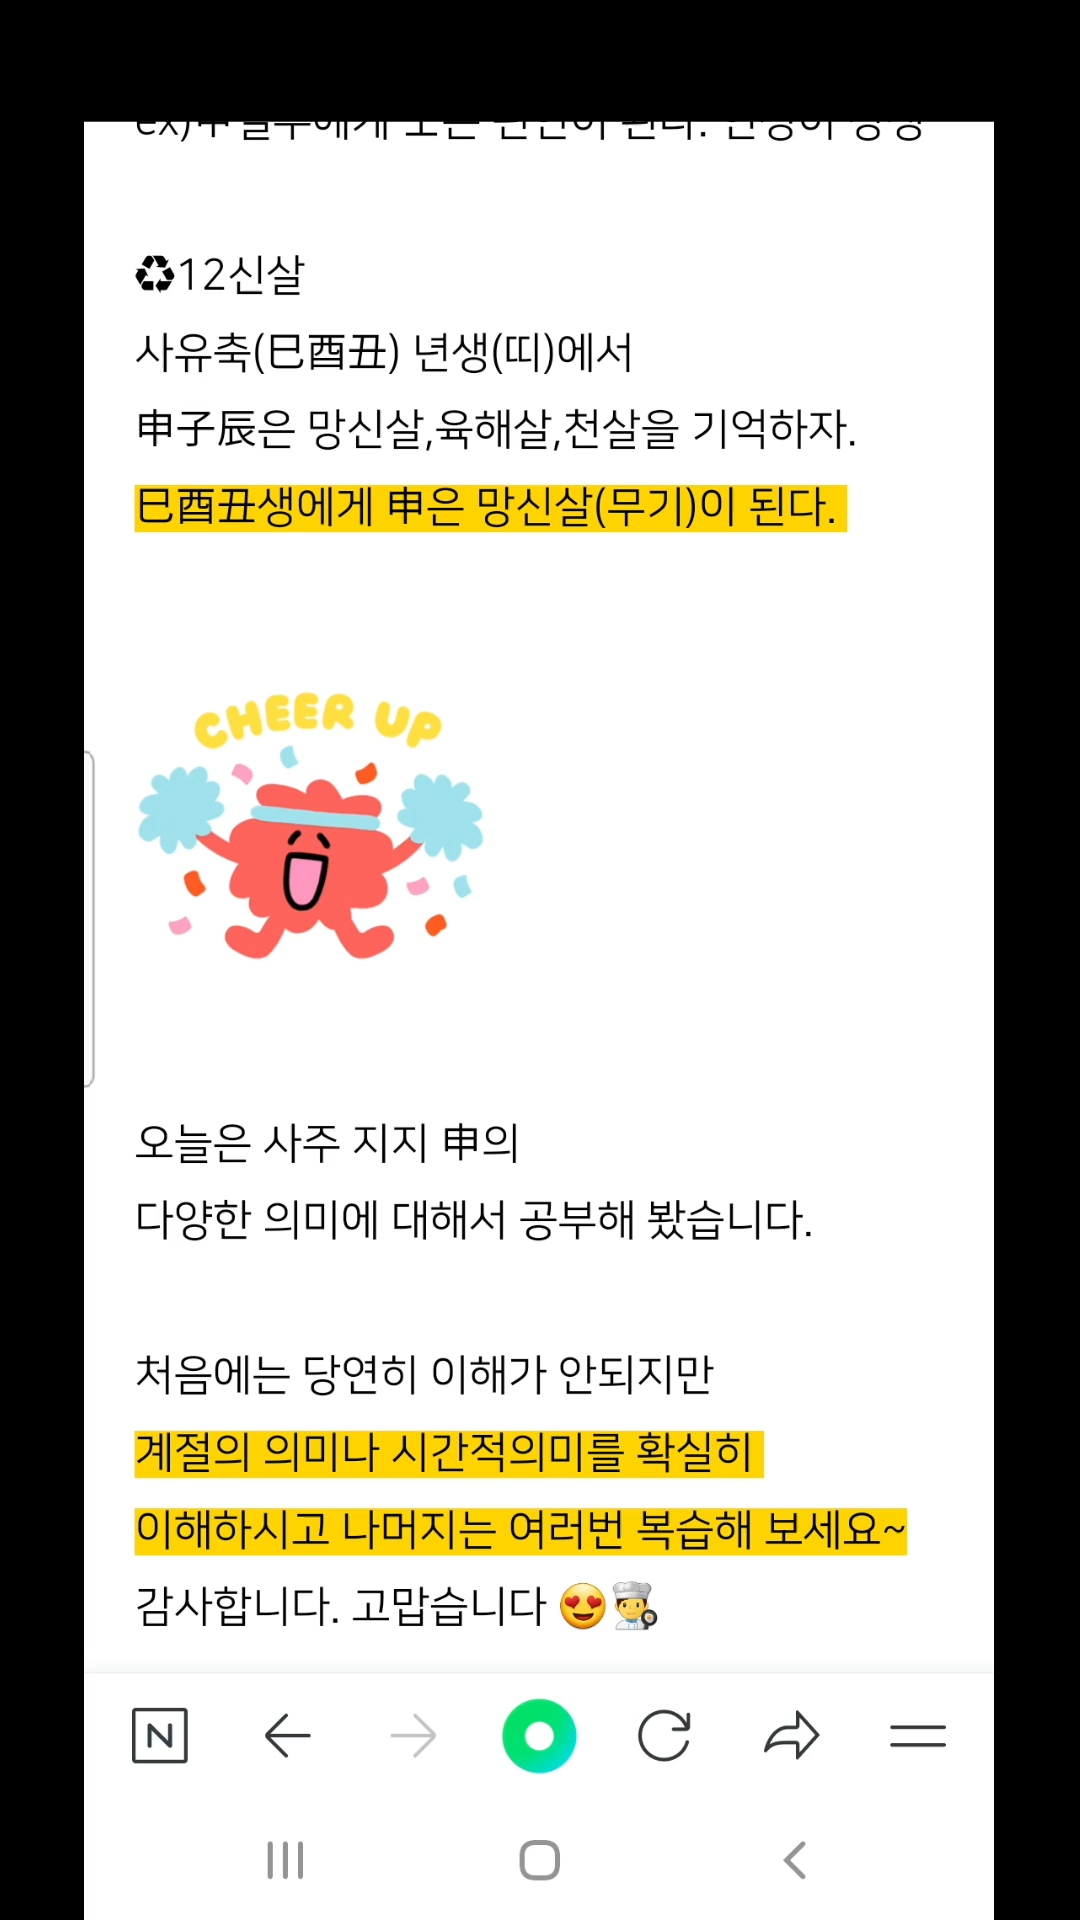 ♻12신살
사유축(巳酉丑) 년생(띠)에서
申子辰은 망신살,육해살,천살을 기억하자.
巳酉丑생에게 申은 망신살(무기)이 된다.
CHEER UP
오늘은 사주 지지 申의
다양한 의미에 대해서 공부해 봤습니다.
처음에는 당연히 이해가 안되지만
계절의 의미나 시간적의미를 확실히
이해하시고 나머지는 여러번 복습해 보세요~
감사합니다. 고맙습니다 😍👨‍🍳
N